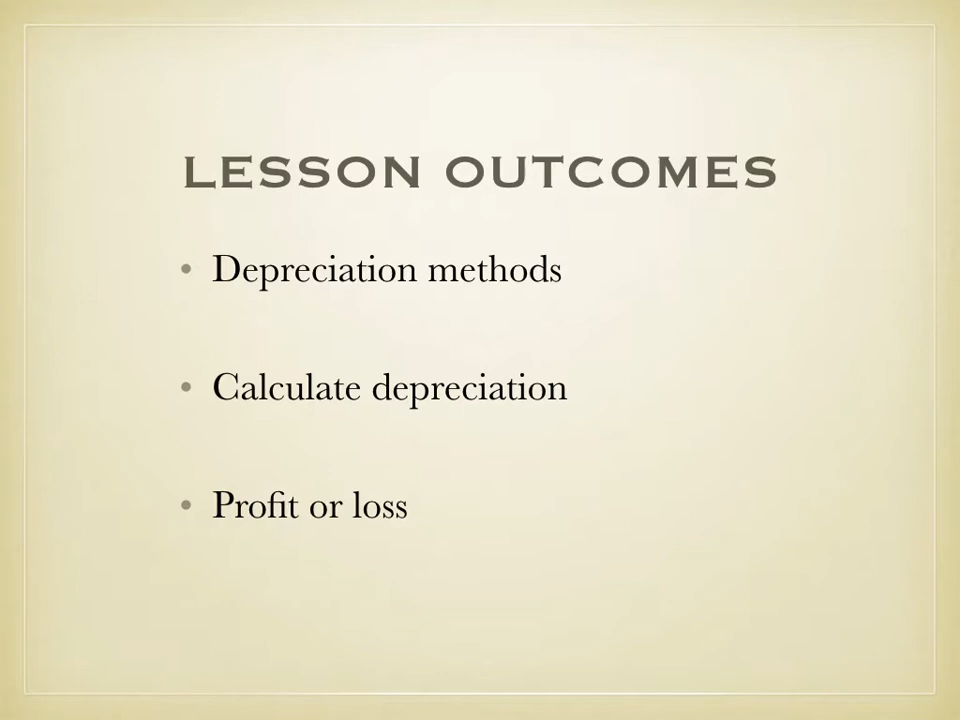 LESSON OUTCOMES
• Depreciation methods
• Calculate depreciation
• Profit or loss